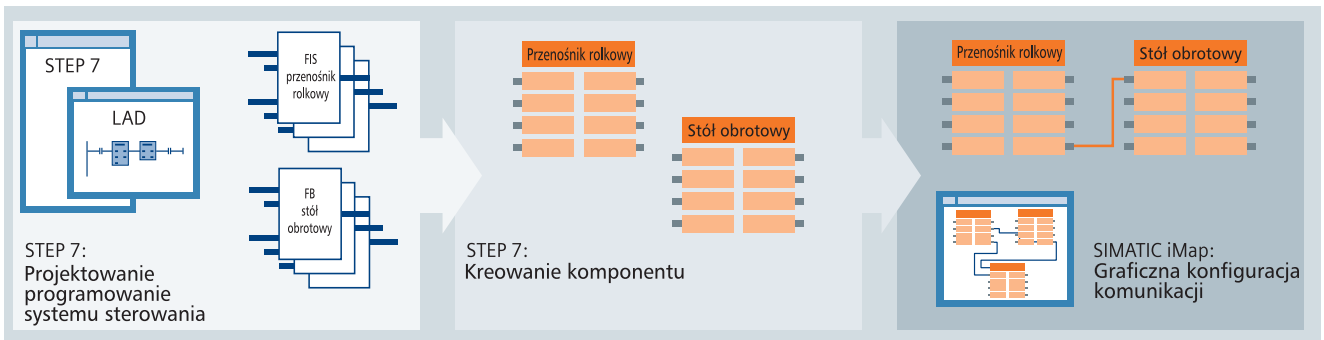 STEP 7
LAD
FIS
przenośnik
rolkowy
FB
stół
obrotowy
STEP 7:
Projektowanie
programowanie
systemu sterowania
Przenośnik rolkowy
Stół obrotowy
STEP 7:
Kreowanie komponentu
Przenośnik rolkowy
Stół obrotowy
SIMATIC iMap:
Graficzna konfiguracja
komunikacji